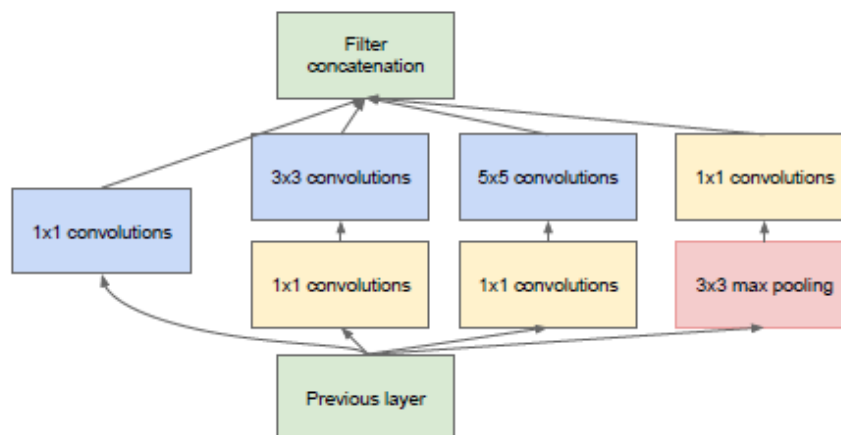 Filter
concatenation
3x3 convolutions
5x5 convolutions
1x1 convolutions
1x1 convolutions
1x1 convolutions
1x1 convolutions
3x3 max pooling
Previous layer